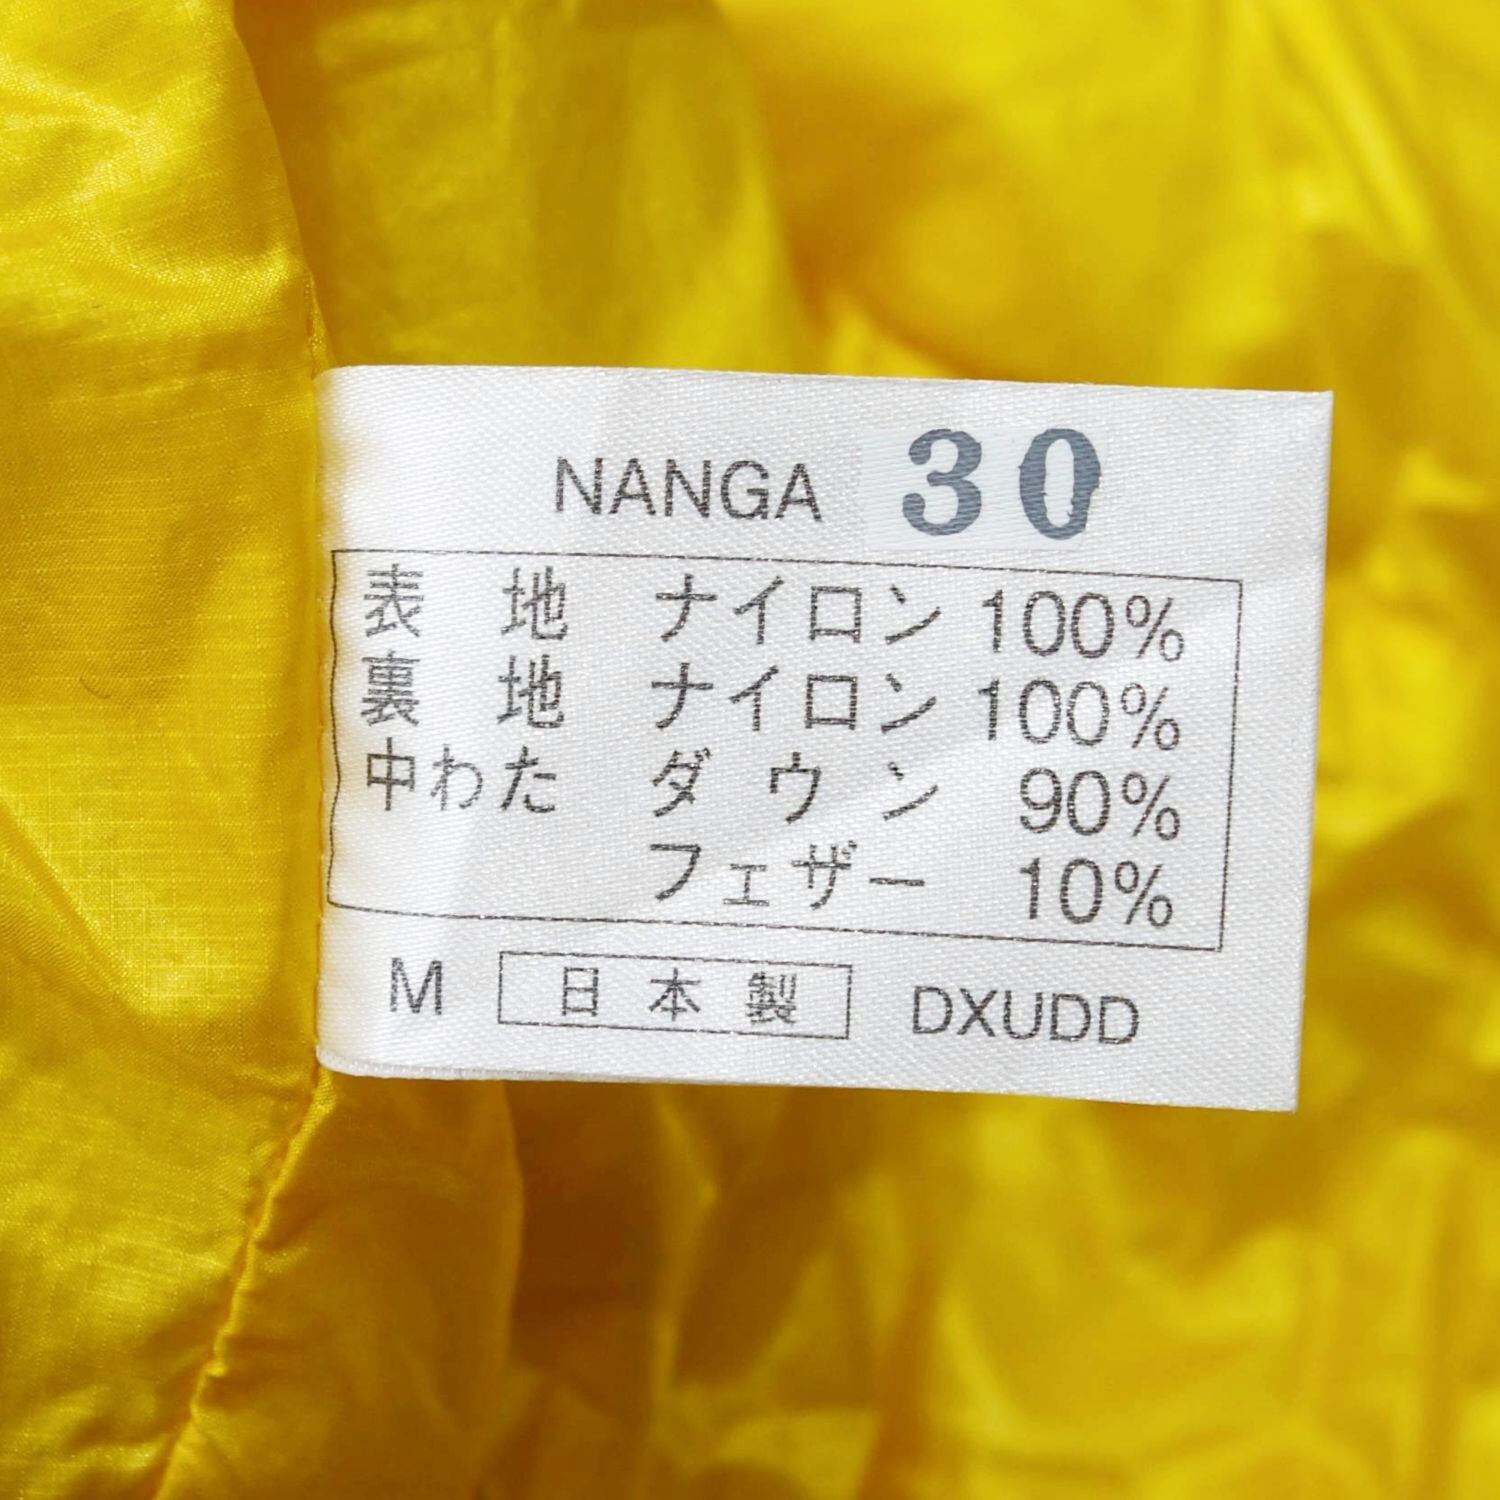 NANGA 30
表地 ナイロン 100%
裏地 ナイロン 100%
中わた ダウン 90%
フェザー 10%
M 日本製 DXUDD